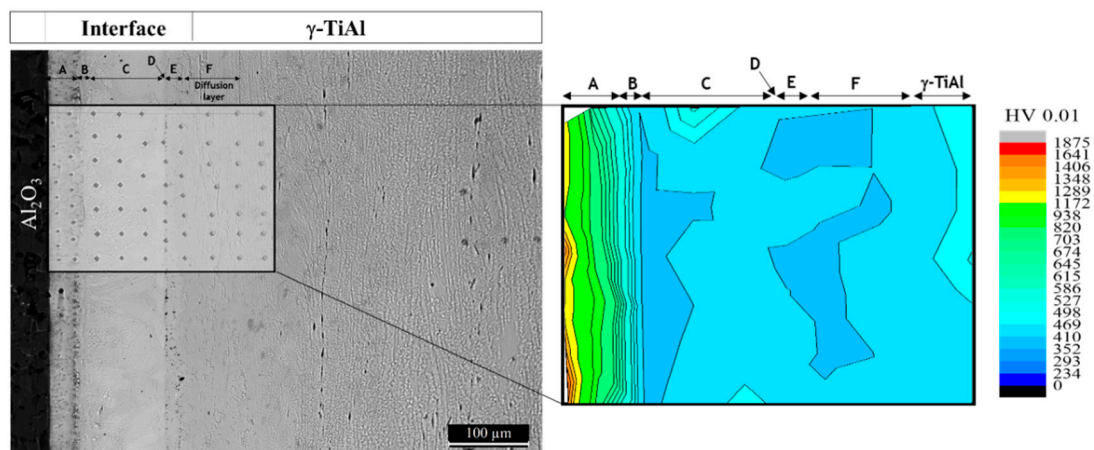 Interface γ-TiAl
A B C D E F
Diffusion
layer
Al₂O₃
100 µm
A B C D E F γ-TiAl
HV 0.01
1875
1641
1406
1348
1289
1172
938
820
703
674
645
615
586
527
498
469
410
352
293
234
0